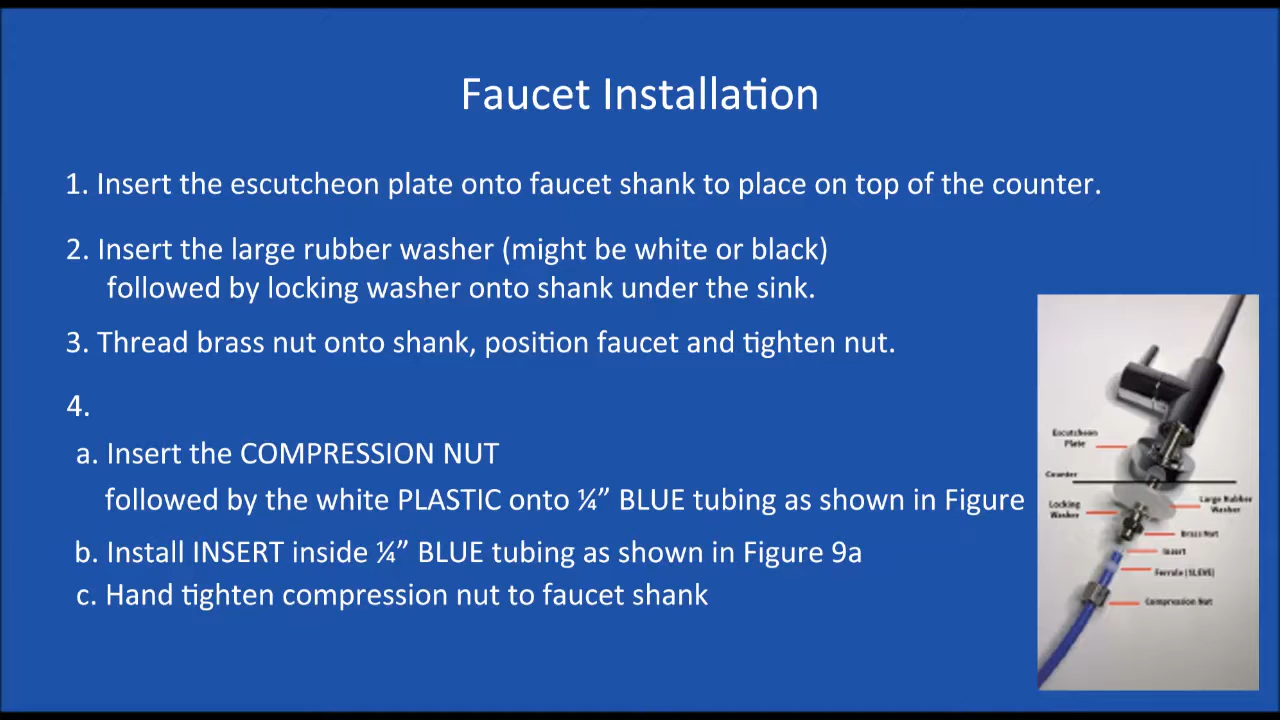 Faucet Installation
1. Insert the escutcheon plate onto faucet shank to place on top of the counter.
2. Insert the large rubber washer (might be white or black)
followed by locking washer onto shank under the sink.
3. Thread brass nut onto shank, position faucet and tighten nut.
4.
a. Insert the COMPRESSION NUT
followed by the white PLASTIC onto ¼” BLUE tubing as shown in Figure
b. Install INSERT inside ¼” BLUE tubing as shown in Figure 9a
c. Hand tighten compression nut to faucet shank
Escutcheon
Plate
Counter
Locking
Washer
Large Rubber
Washer
Brass Nut
Insert
Ferrule (SLEVE)
Compression Nut